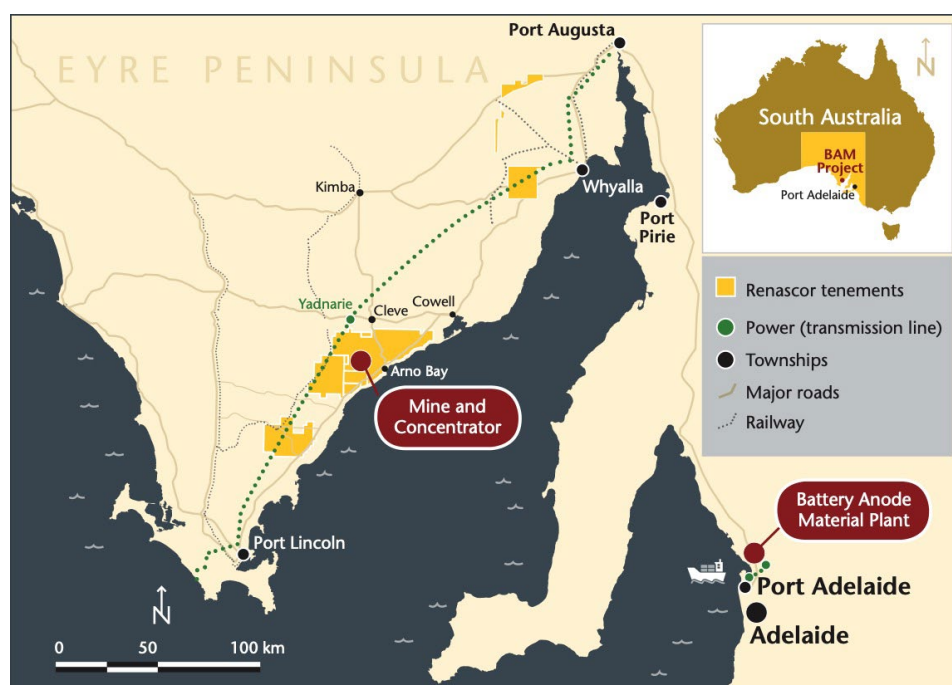 EYRE PENINSULA
Port Augusta
Kimba
Whyalla
Port
Pirie
Yadnarie
Cleve
Cowell
Arno Bay
Mine and
Concentrator
Port Lincoln
N
0 50 100 km
N
South Australia
BAM
Project
Port Adelaide
Renascor tenements
Power (transmission line)
Townships
Major roads
Railway
Battery Anode
Material Plant
Port Adelaide
Adelaide